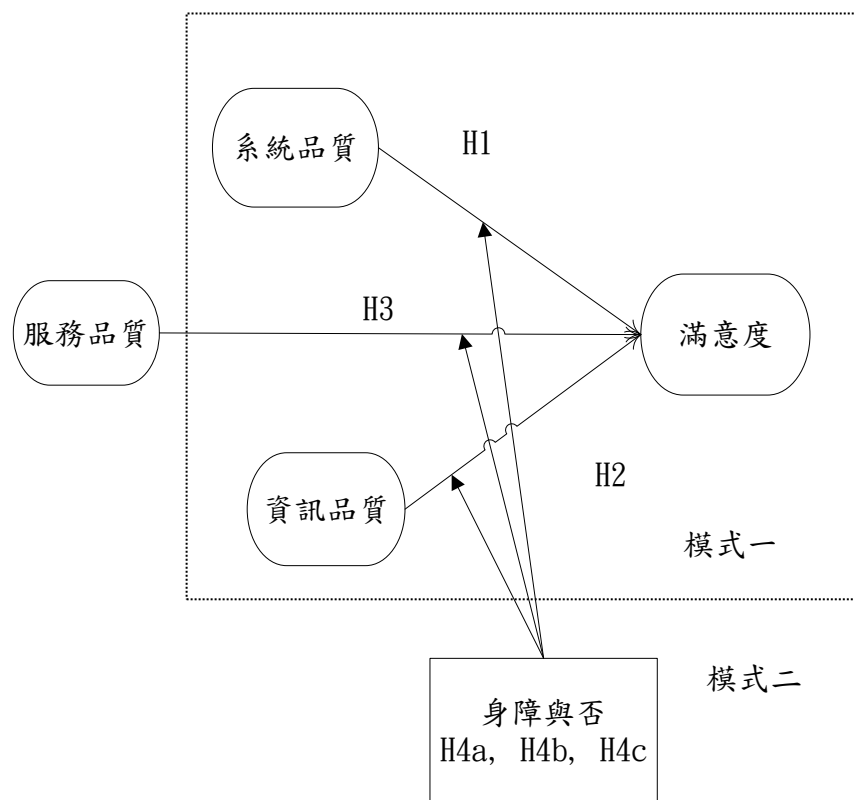 系統品質
H1
服務品質
H3
滿意度
資訊品質
H2
模式一
模式二
身障與否
H4a, H4b, H4c